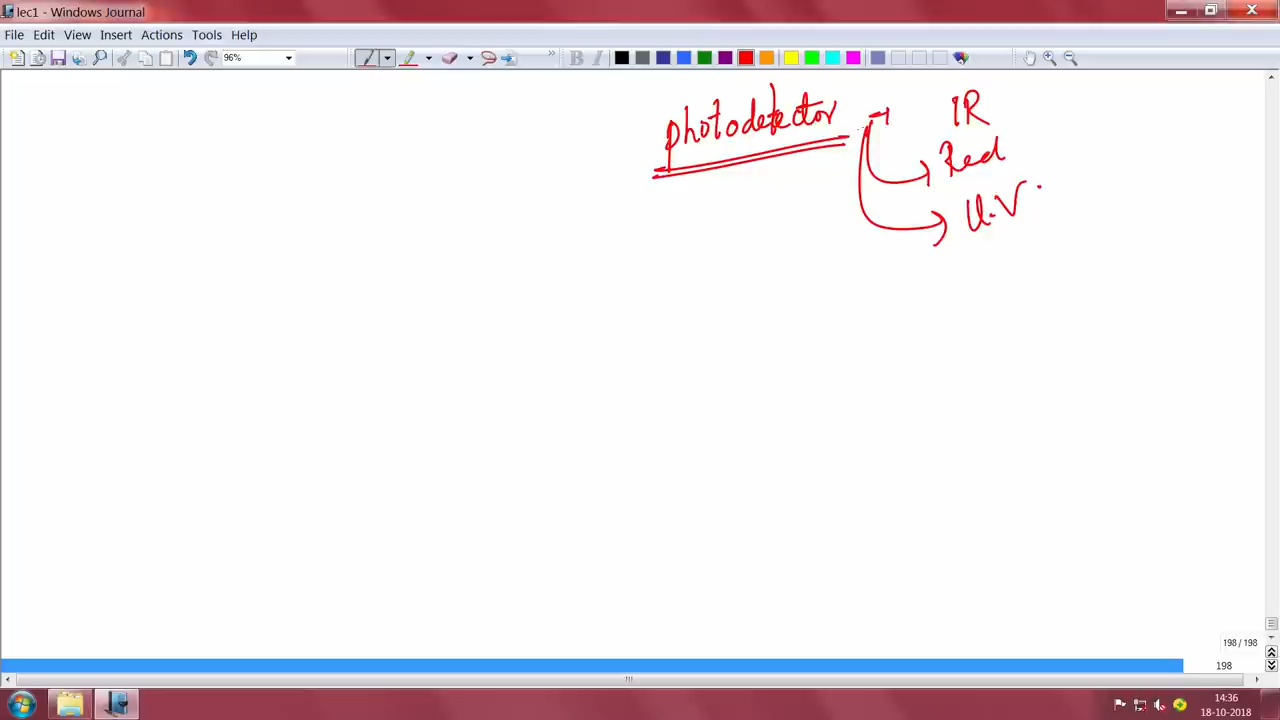 lec1 - Windows Journal
File Edit View Insert Actions Tools Help
96%
photodetector IR
Red
U.V.
198 / 198
198
14:36
18-10-2018